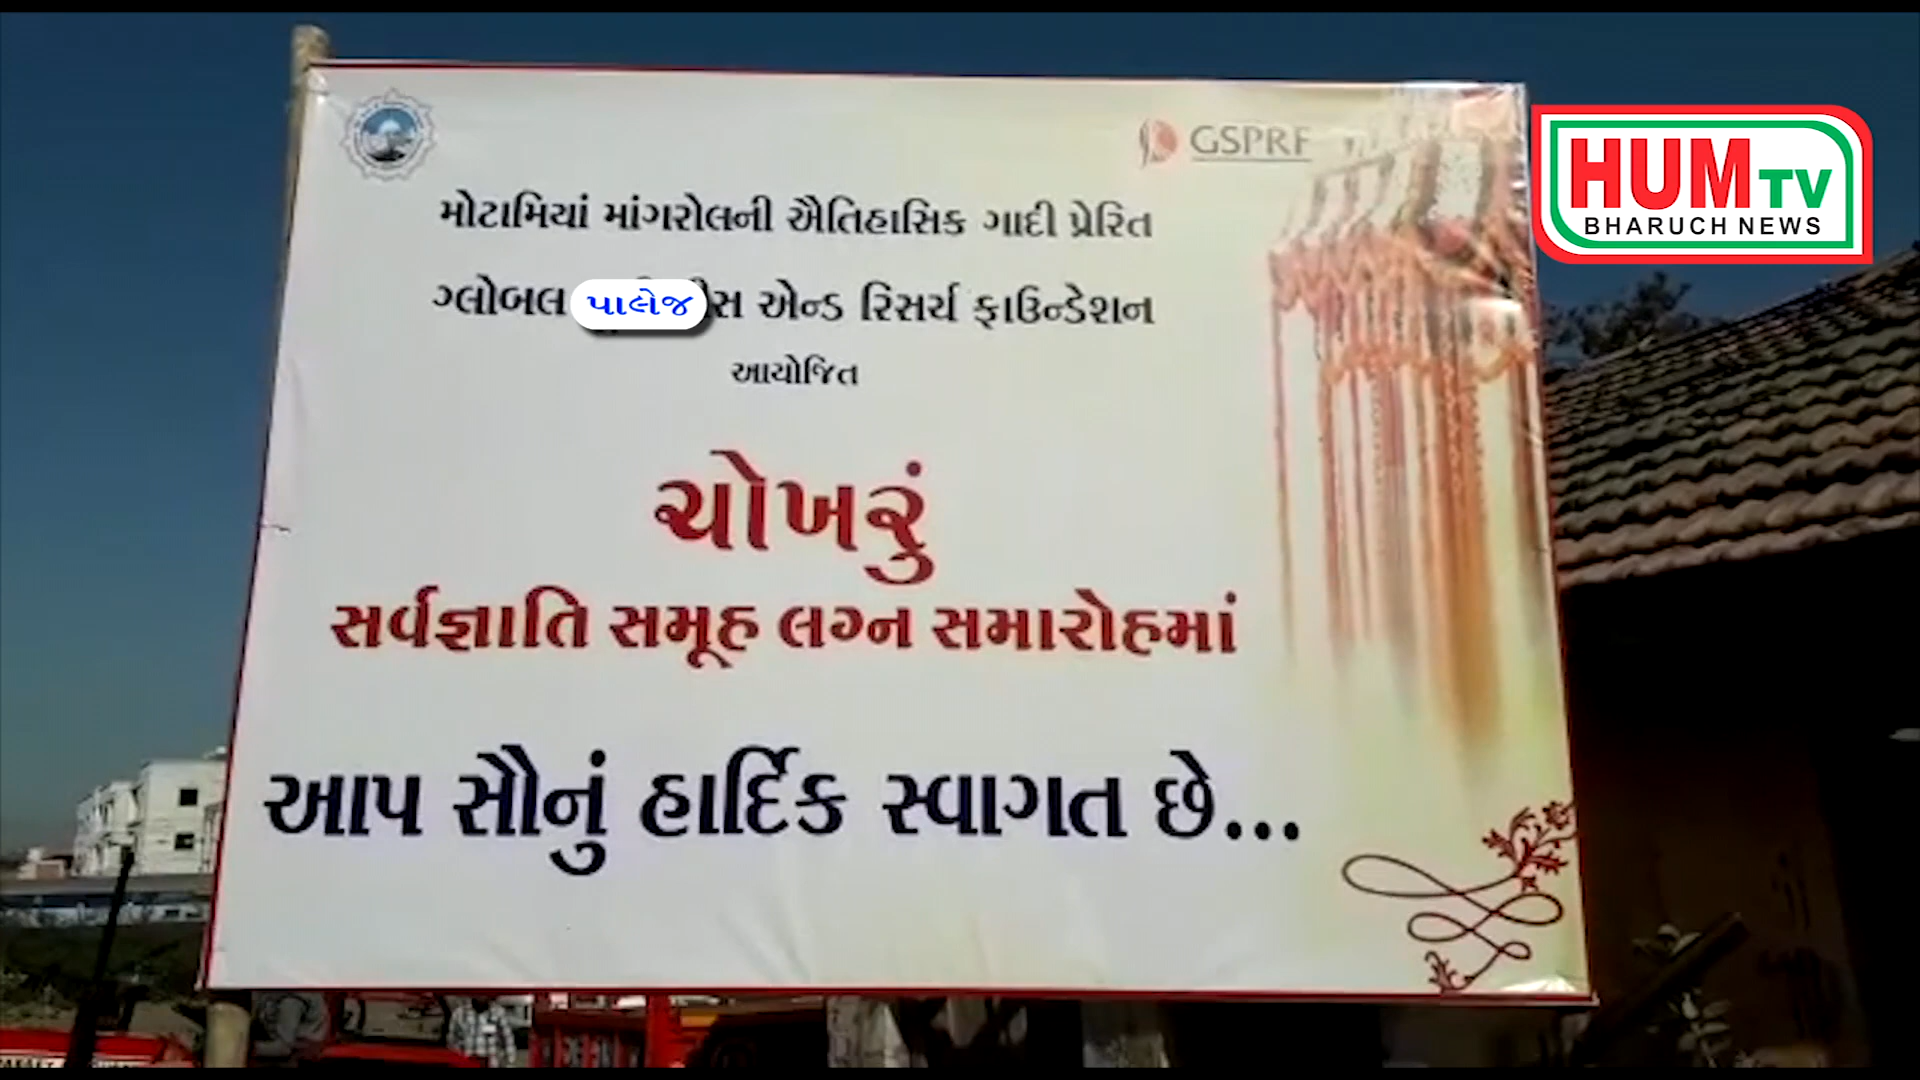 GSPRF
HUM TV
BHARUCH NEWS
મોટામિયાં માંગરોલની ઐતિહાસિક ગાદી પ્રેરિત
ગ્લોબલ પાલેજ એન્ડ રિસર્ચ ફાઉન્ડેશન
આયોજિત
ચોખરું
સર્વજ્ઞાતિ સમૂહ લગ્ન સમારોહમાં
આપ સૌનું હાર્દિક સ્વાગત છે...